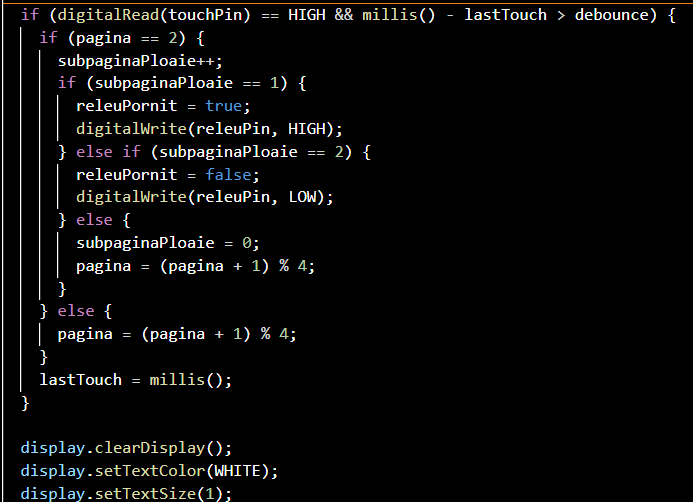 if (digitalRead(touchPin) == HIGH && millis() - lastTouch > debounce) {
if (pagina == 2) {
subpaginaPloaie++;
if (subpaginaPloaie == 1) {
releuPornit = true;
digitalWrite(releuPin, HIGH);
} else if (subpaginaPloaie == 2) {
releuPornit = false;
digitalWrite(releuPin, LOW);
} else {
subpaginaPloaie = 0;
pagina = (pagina + 1) % 4;
}
} else {
pagina = (pagina + 1) % 4;
}
lastTouch = millis();
}
display.clearDisplay();
display.setTextColor(WHITE);
display.setTextSize(1);